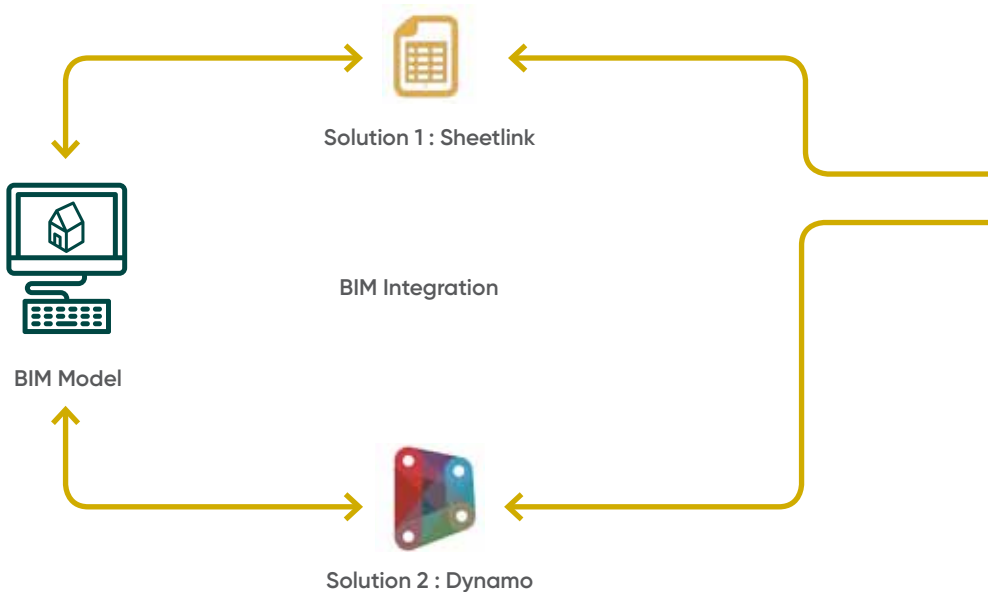 Solution 1 : Sheetlink
BIM Integration
BIM Model
Solution 2 : Dynamo